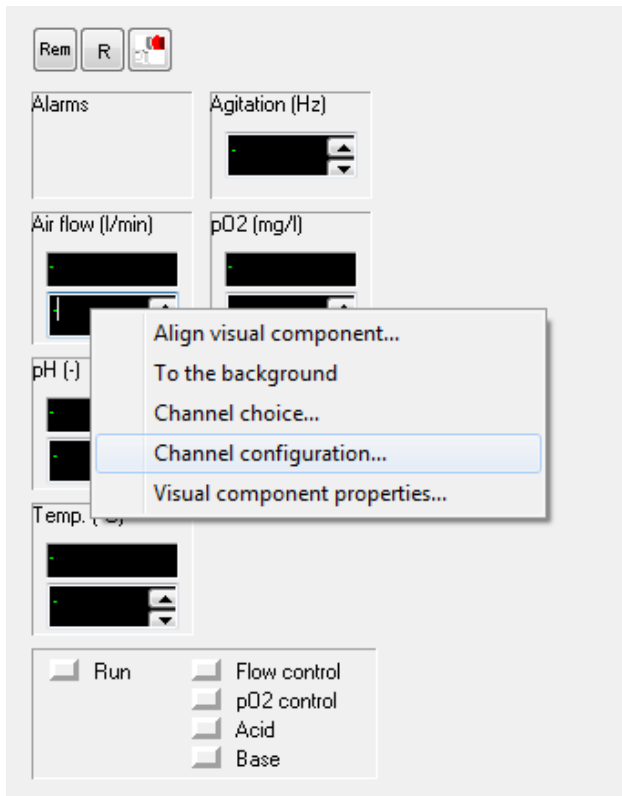 Rem R
Alarms
Agitation (Hz)
-
Air flow (l/min)
pO2 (mg/l)
-
-
-
Align visual component...
To the background
Channel choice...
Channel configuration...
Visual component properties...
pH (-)
-
-
Temp.
-
-
Run
Flow control
pO2 control
Acid
Base